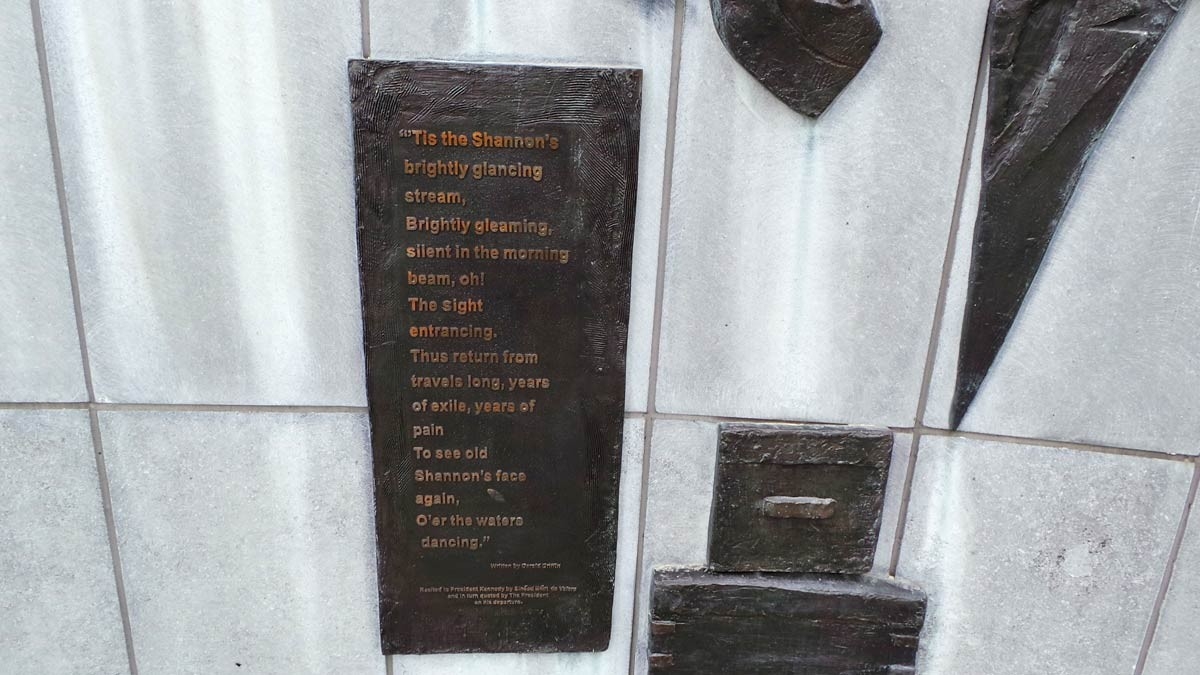 “'Tis the Shannon's
brightly glancing
stream,
Brightly gleaming,
silent in the morning
beam, oh!
The Sight
entrancing.
Thus return from
travels long, years
of exile, years of
pain
To see old
Shannon's face
again,
O'er the waters
dancing.”
Written by Gerald Griffin
Recited to President Kennedy by Sinéad Bean de Valera
and in turn quoted by The President
on his departure.